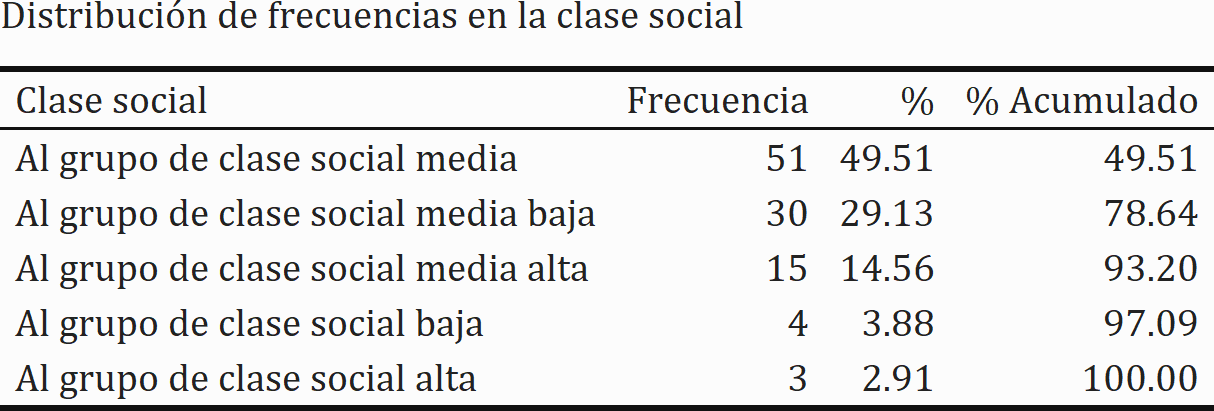 Distribución de frecuencias en la clase social
Clase social Frecuencia % % Acumulado
Al grupo de clase social media 51 49.51 49.51
Al grupo de clase social media baja 30 29.13 78.64
Al grupo de clase social media alta 15 14.56 93.20
Al grupo de clase social baja 4 3.88 97.09
Al grupo de clase social alta 3 2.91 100.00